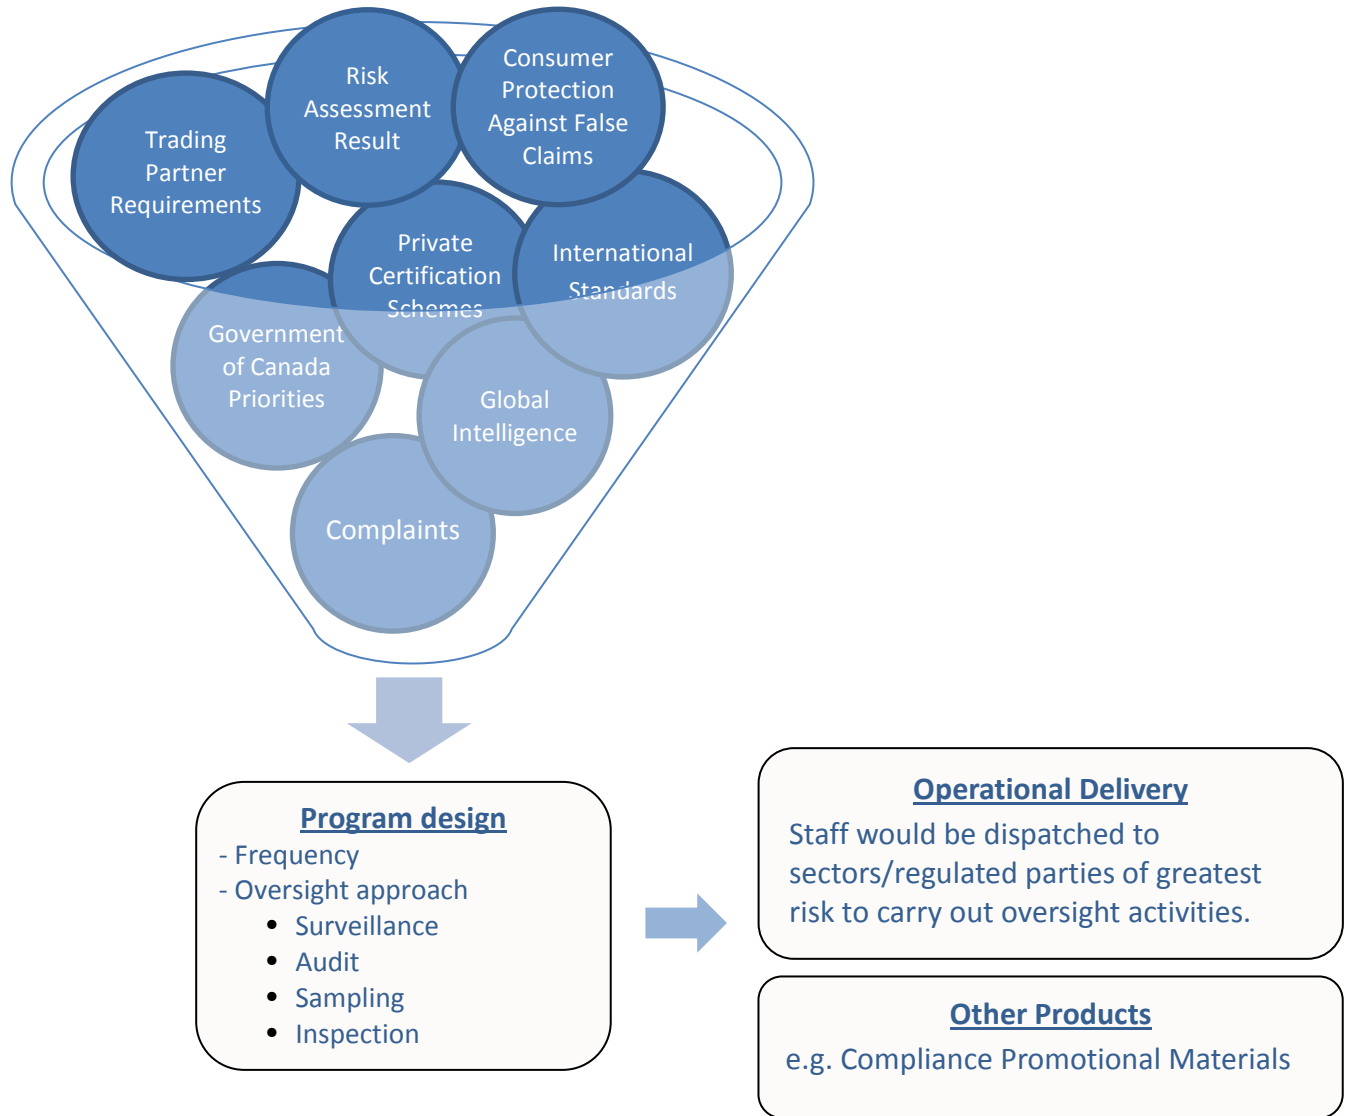 Risk
Assessment
Result
Consumer
Protection
Against False
Claims
Trading
Partner
Requirements
Private
Certification
Schemes
International
Standards
Government
of Canada
Priorities
Global
Intelligence
Complaints
Program design
- Frequency
- Oversight approach
• Surveillance
• Audit
• Sampling
• Inspection
Operational Delivery
Staff would be dispatched to
sectors/regulated parties of greatest
risk to carry out oversight activities.
Other Products
e.g. Compliance Promotional Materials